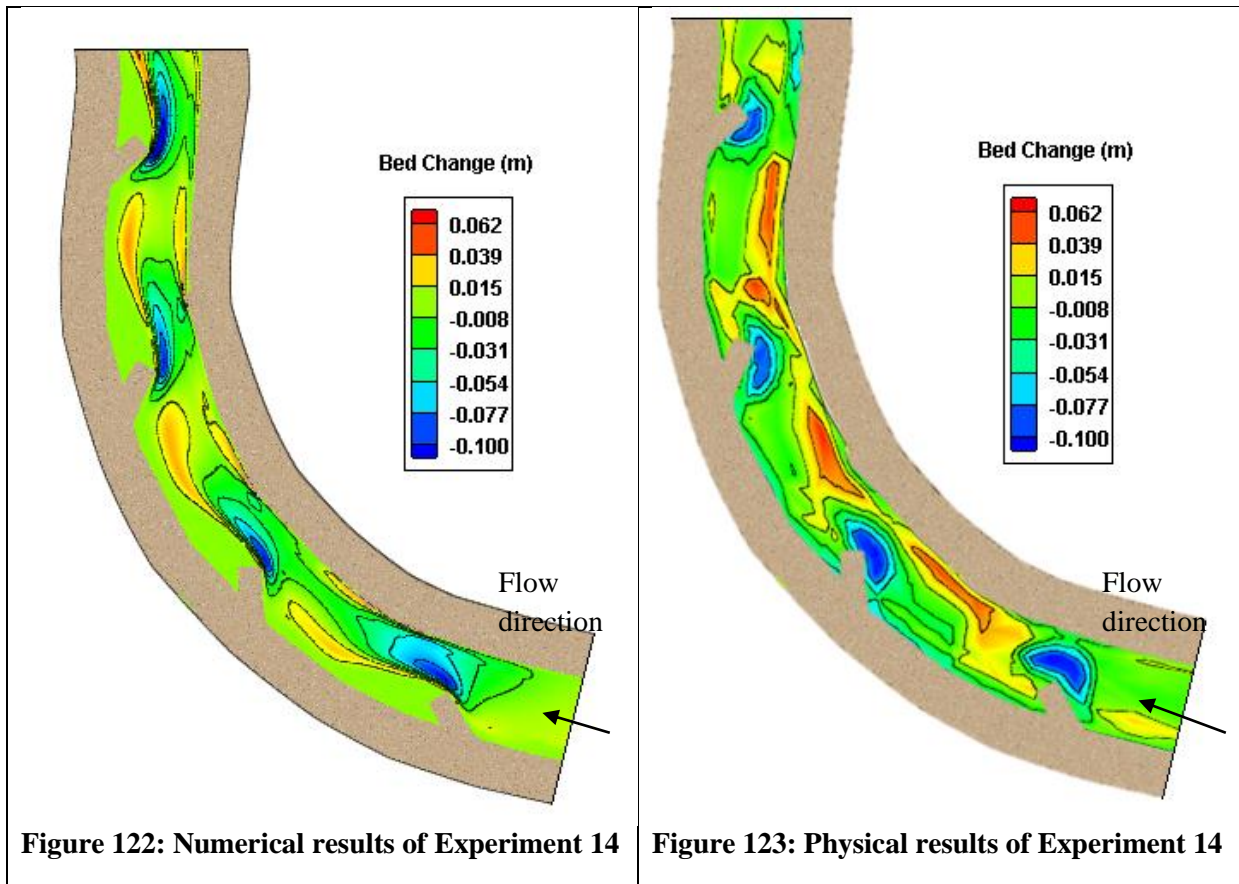 Bed Change (m)
0.062
0.039
0.015
-0.008
-0.031
-0.054
-0.077
-0.100
Flow
direction
Figure 122: Numerical results of Experiment 14
Bed Change (m)
0.062
0.039
0.015
-0.008
-0.031
-0.054
-0.077
-0.100
Flow
direction
Figure 123: Physical results of Experiment 14